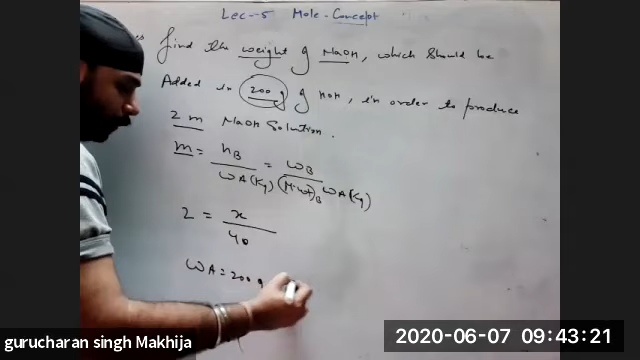 Lec-5 Mole-Concept
Find the weight of NaOH, which should be
Added in 200 g of HOH, in order to produce
2 m NaOH Solution.
m = nB / WA(Kg) = WB / (M.wt)B WA(Kg)
2 = x / 40
WA = 200 g
gurucharan singh Makhija
2020-06-07 09:43:21